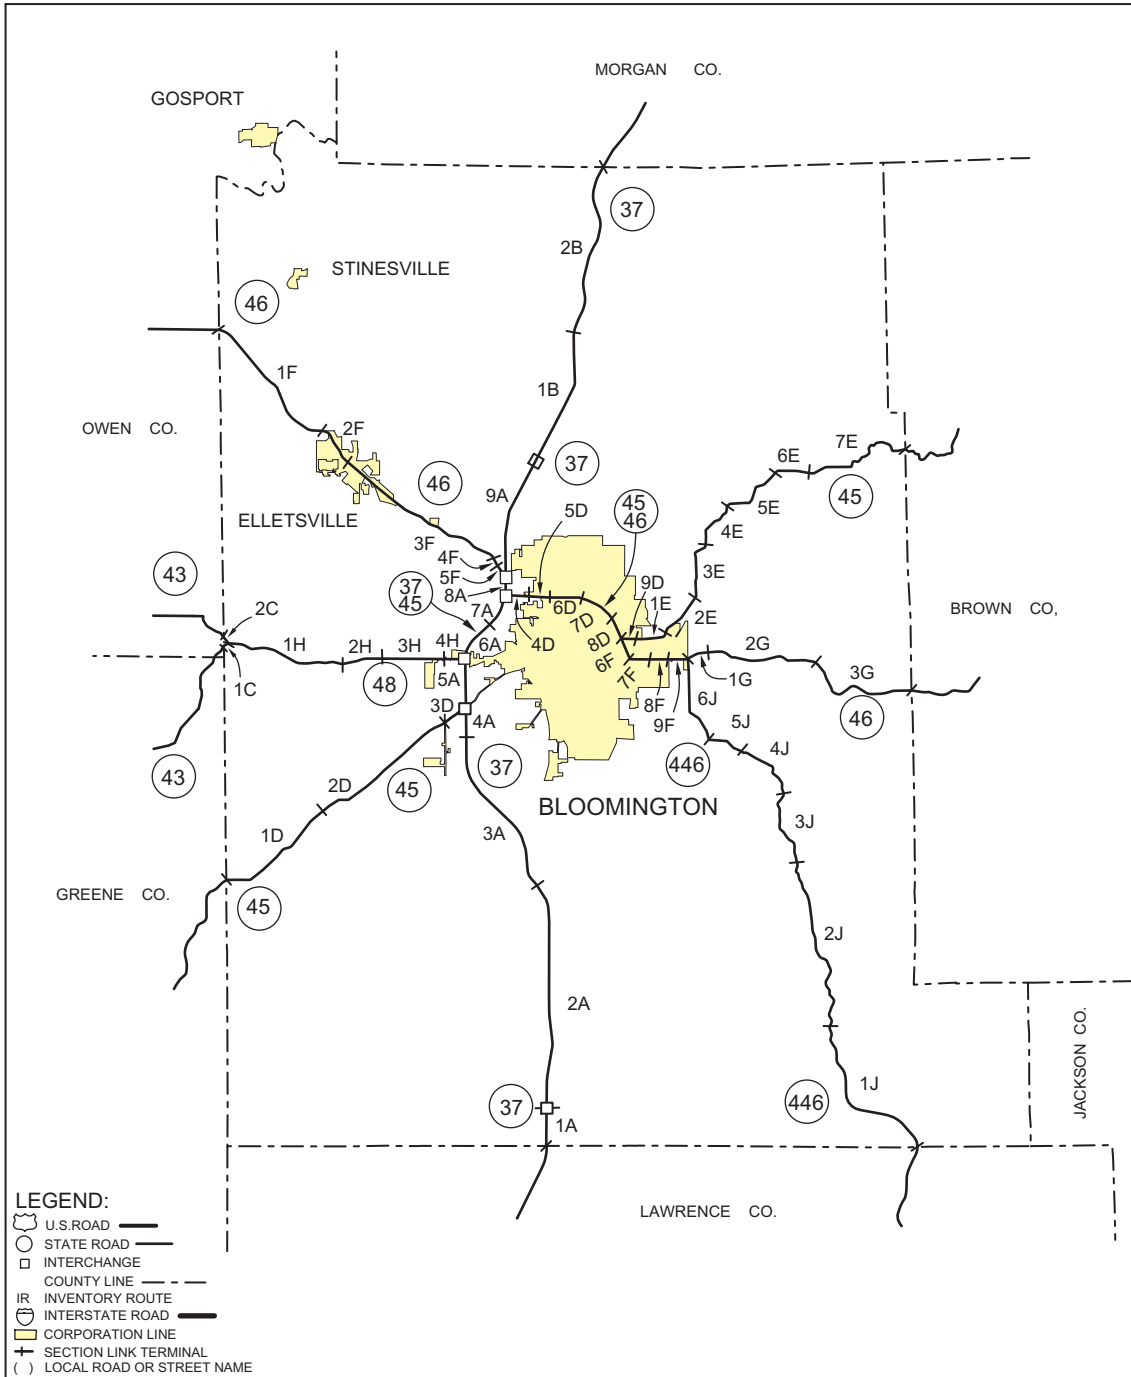 MORGAN CO.
GOSPORT
37
2B
STINESVILLE
46
1F
1B
OWEN CO.
2F
7E
37
6E
46
9A
45
5D
45
46
5E
ELLETSVILLE
4E
3F
4F
9D
43
5F
3E
37
45
8A
6D
1E
BROWN CO,
2C
7A
7D
2E
4D
8D
1H
2H
3H
4H
6A
6F
2G
1C
48
5A
7F
1G
3G
3D
8F
6J
46
4A
9F
5J
43
37
446
4J
2D
45
BLOOMINGTON
1D
3A
3J
GREENE CO.
45
2J
2A
JACKSON CO.
37
1J
446
1A
LEGEND:
LAWRENCE CO.
U.S.ROAD
STATE ROAD
INTERCHANGE
COUNTY LINE
IR INVENTORY ROUTE
INTERSTATE ROAD
CORPORATION LINE
SECTION LINK TERMINAL
( ) LOCAL ROAD OR STREET NAME